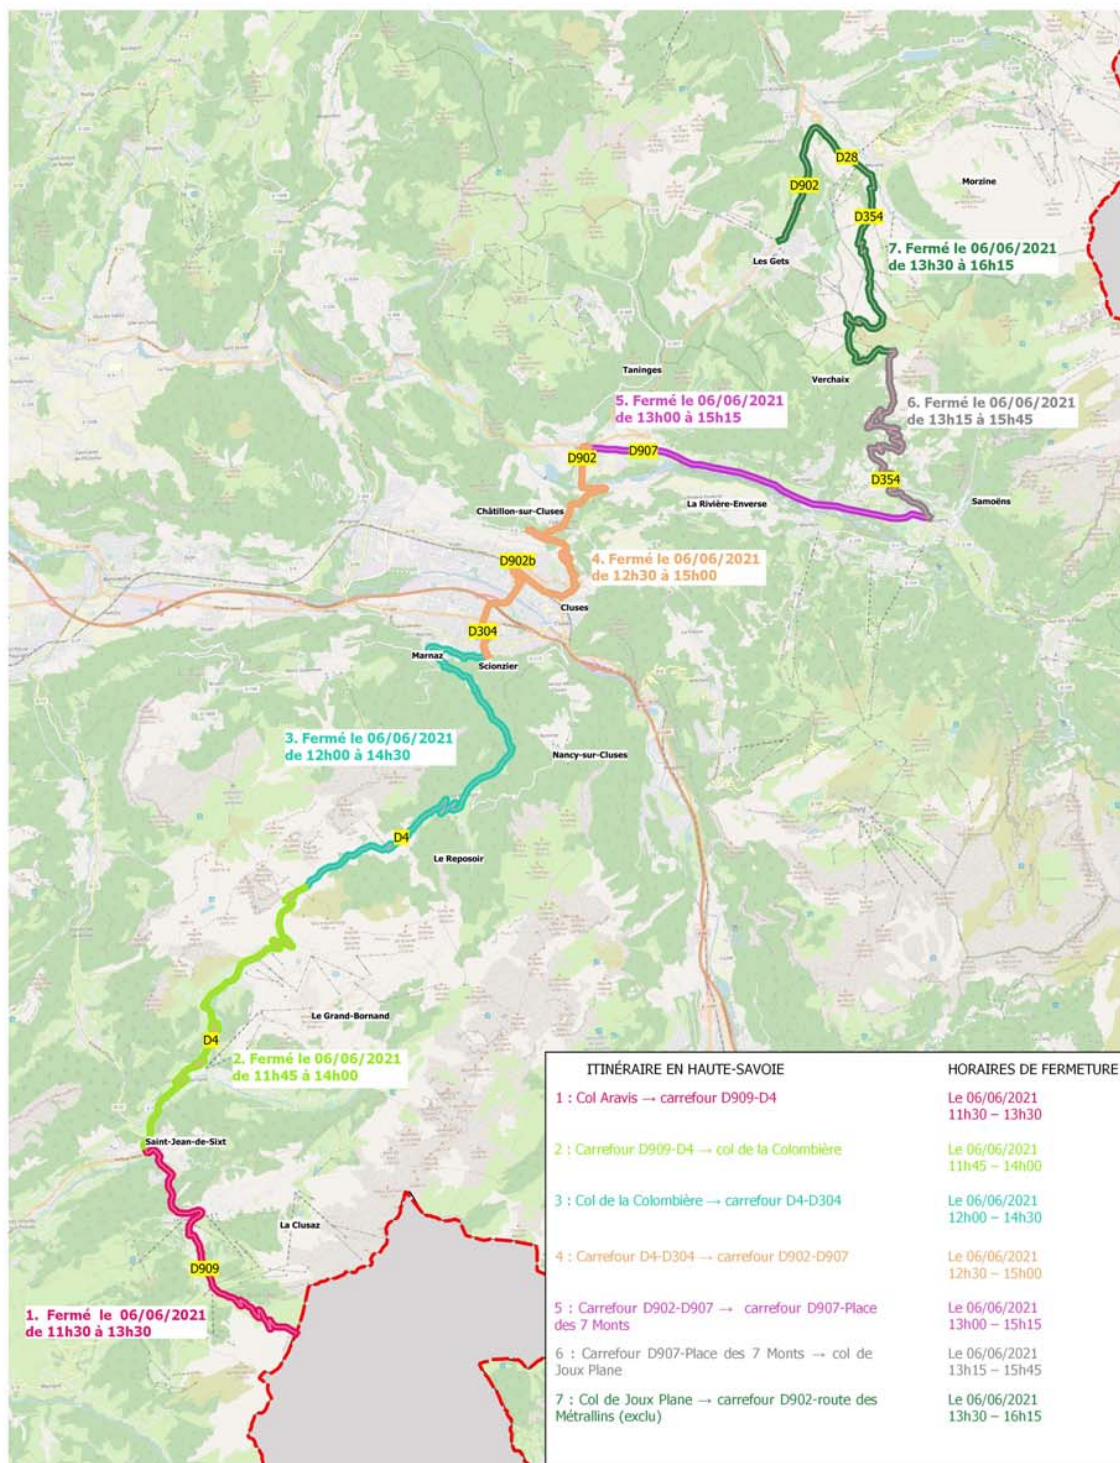 D28
D902
Morzine
D354
7. Fermé le 06/06/2021
de 13h30 à 16h15
Les Gets
Taninges
Verchaix
5. Fermé le 06/06/2021
de 13h00 à 15h15
6. Fermé le 06/06/2021
de 13h15 à 15h45
D902
D907
D354
La Rivière-Enverse
Samoëns
Châtillon-sur-Cluses
D902b
4. Fermé le 06/06/2021
de 12h30 à 15h00
Cluses
D304
Marnaz
Scionzier
3. Fermé le 06/06/2021
de 12h00 à 14h30
Nancy-sur-Cluses
D4
Le Reposoir
Le Grand-Bornand
D4
2. Fermé le 06/06/2021
de 11h45 à 14h00
Saint-Jean-de-Sixt
La Clusaz
D909
1. Fermé le 06/06/2021
de 11h30 à 13h30
ITINÉRAIRE EN HAUTE-SAVOIE HORAIRES DE FERMETURE
1 : Col Aravis → carrefour D909-D4 Le 06/06/2021
11h30 – 13h30
2 : Carrefour D909-D4 → col de la Colombière Le 06/06/2021
11h45 – 14h00
3 : Col de la Colombière → carrefour D4-D304 Le 06/06/2021
12h00 – 14h30
4 : Carrefour D4-D304 → carrefour D902-D907 Le 06/06/2021
12h30 – 15h00
5 : Carrefour D902-D907 → carrefour D907-Place Le 06/06/2021
des 7 Monts 13h00 – 15h15
6 : Carrefour D907-Place des 7 Monts → col de Le 06/06/2021
Joux Plane 13h15 – 15h45
7 : Col de Joux Plane → carrefour D902-route des Le 06/06/2021
Métrallins (exclu) 13h30 – 16h15